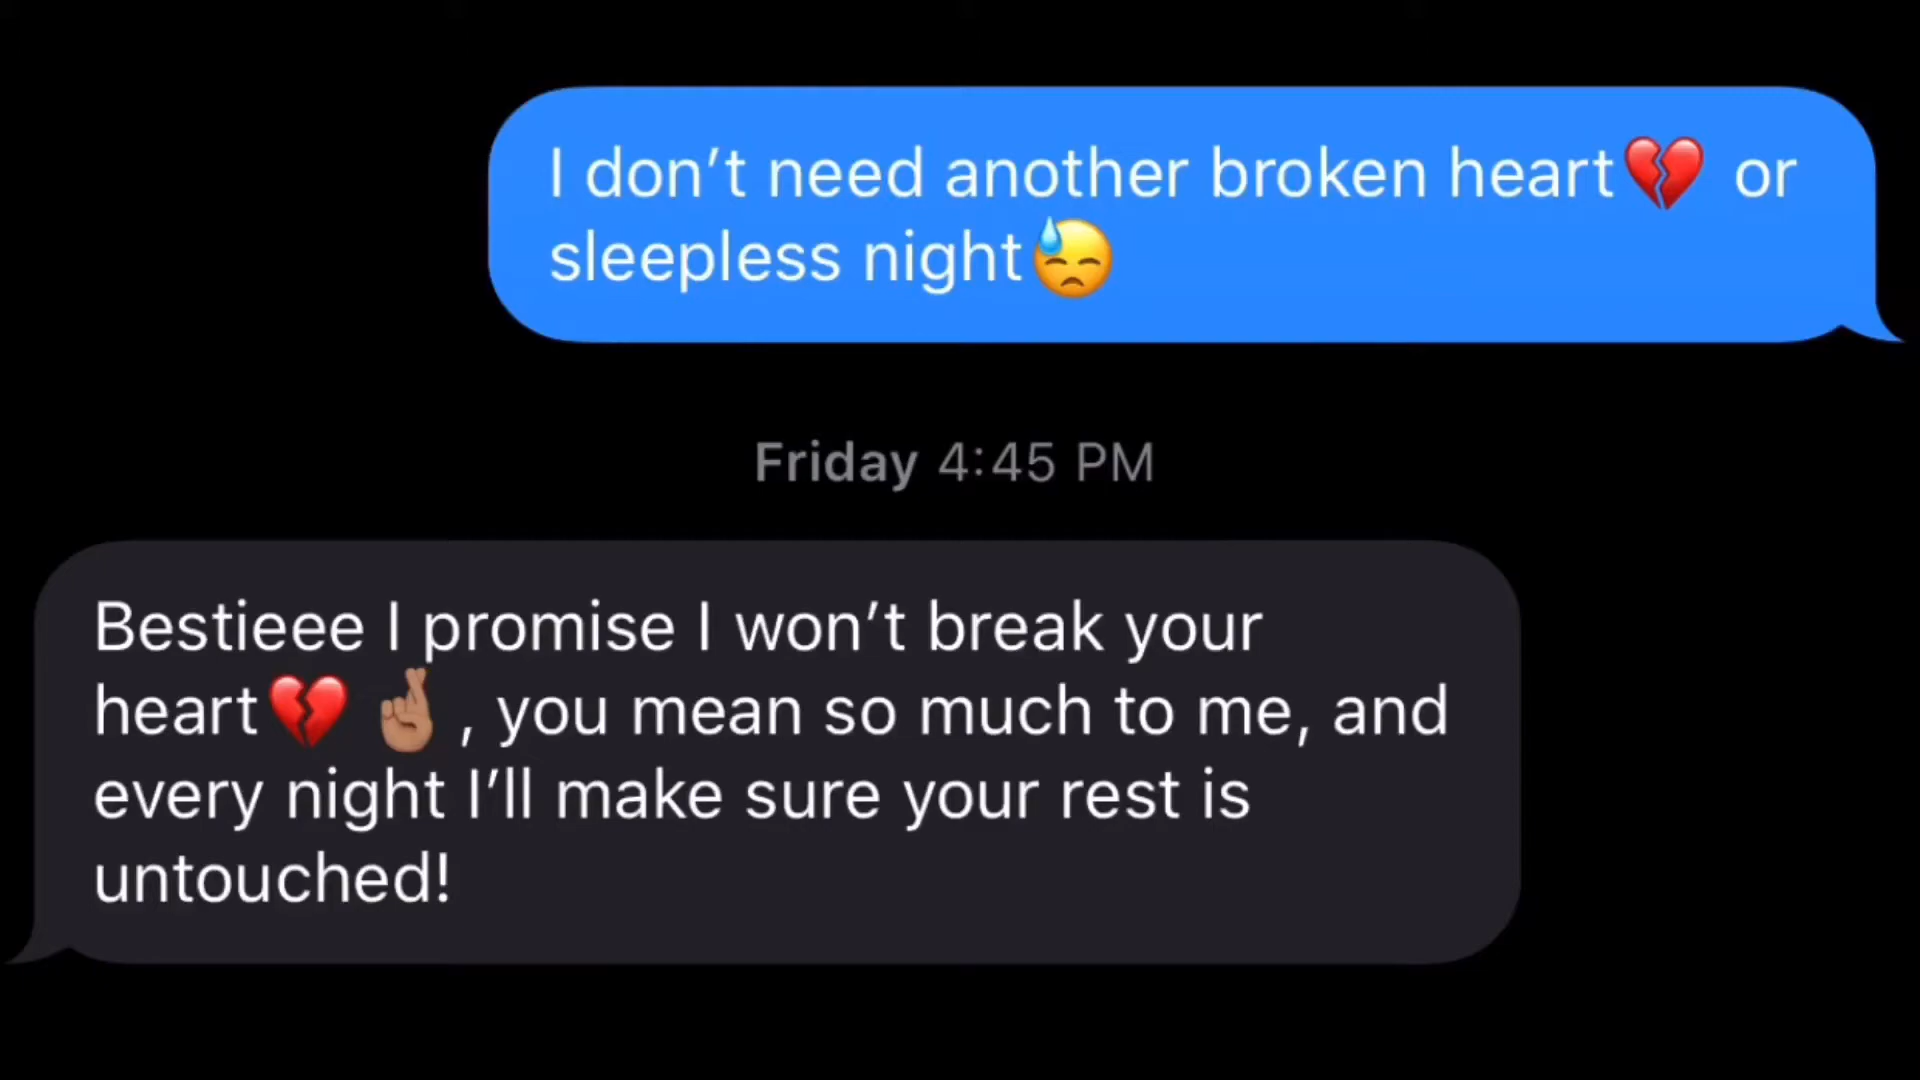 I don’t need another broken heart💔 or
sleepless night😓
Friday 4:45 PM
Bestieee I promise I won’t break your
heart💔🤞🏽, you mean so much to me, and
every night I’ll make sure your rest is
untouched!